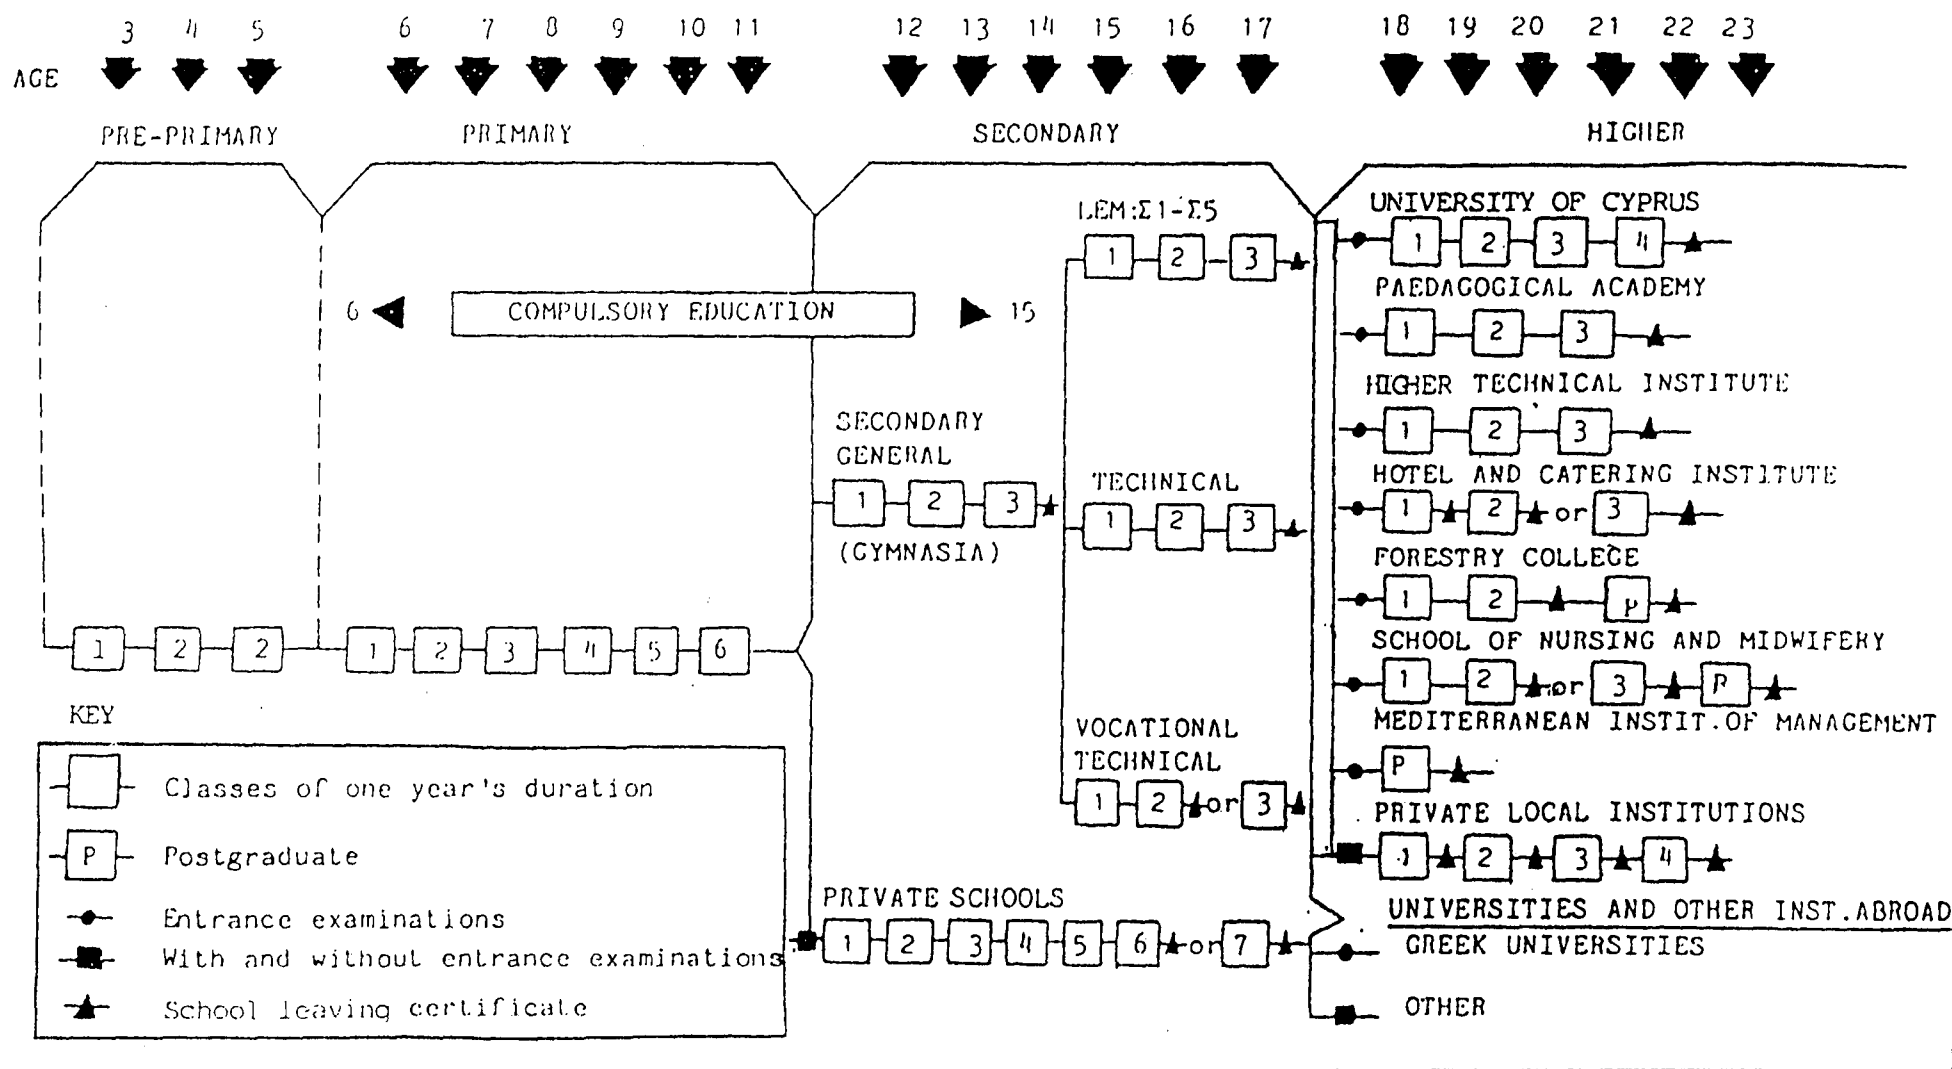 3 4 5 6 7 8 9 10 11 12 13 14 15 16 17 18 19 20 21 22 23
AGE
PRE-PRIMARY PRIMARY SECONDARY HIGHER
LEM:Σ1-Σ5
1 2 3
6 COMPULSORY EDUCATION 15
SECONDARY
GENERAL
1 2 3
(GYMNASIA)
TECHNICAL
1 2 3
VOCATIONAL
TECHNICAL
1 2 or 3
1 2 2 1 2 3 4 5 6
PRIVATE SCHOOLS
1 2 3 4 5 6 or 7
UNIVERSITY OF CYPRUS
1 2 3 4
PAEDAGOGICAL ACADEMY
1 2 3
HIGHER TECHNICAL INSTITUTE
1 2 3
HOTEL AND CATERING INSTITUTE
1 2 or 3
FORESTRY COLLEGE
1 2 P
SCHOOL OF NURSING AND MIDWIFERY
1 2 or 3 P
MEDITERRANEAN INSTIT.OF MANAGEMENT
P
PRIVATE LOCAL INSTITUTIONS
1 2 3 4
UNIVERSITIES AND OTHER INST.ABROAD
GREEK UNIVERSITIES
OTHER
KEY
Classes of one year's duration
P Postgraduate
Entrance examinations
With and without entrance examinations
School leaving certificate